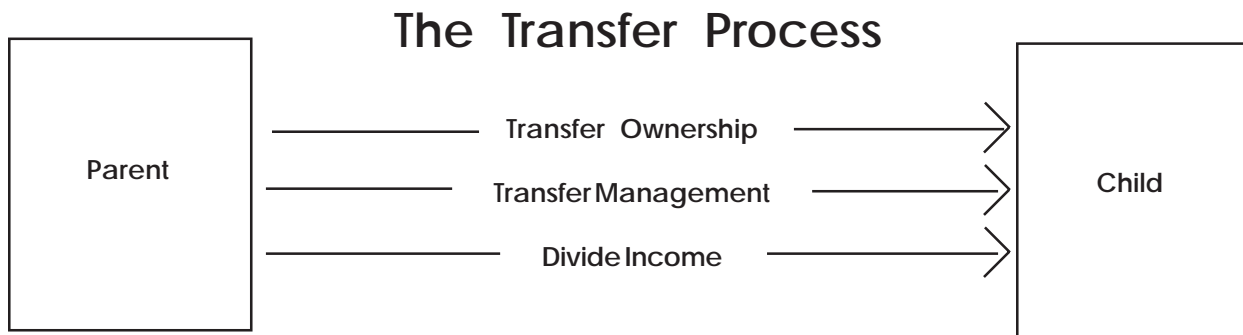 The Transfer Process
Transfer Ownership
Parent
Transfer Management
Child
Divide Income